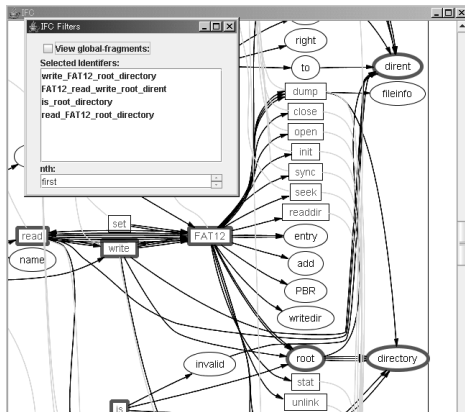 IFC
IFC Filters
View global-fragments:
Selected Identifers:
write_FAT12_root_directory
FAT12_read_write_root_dirent
is_root_directory
read_FAT12_root_directory
nth:
first
right
to
dirent
dump
fileinfo
close
open
init
sync
seek
readdir
set
read
write
FAT12
entry
name
add
PBR
writedir
invalid
root
directory
stat
is
unlink